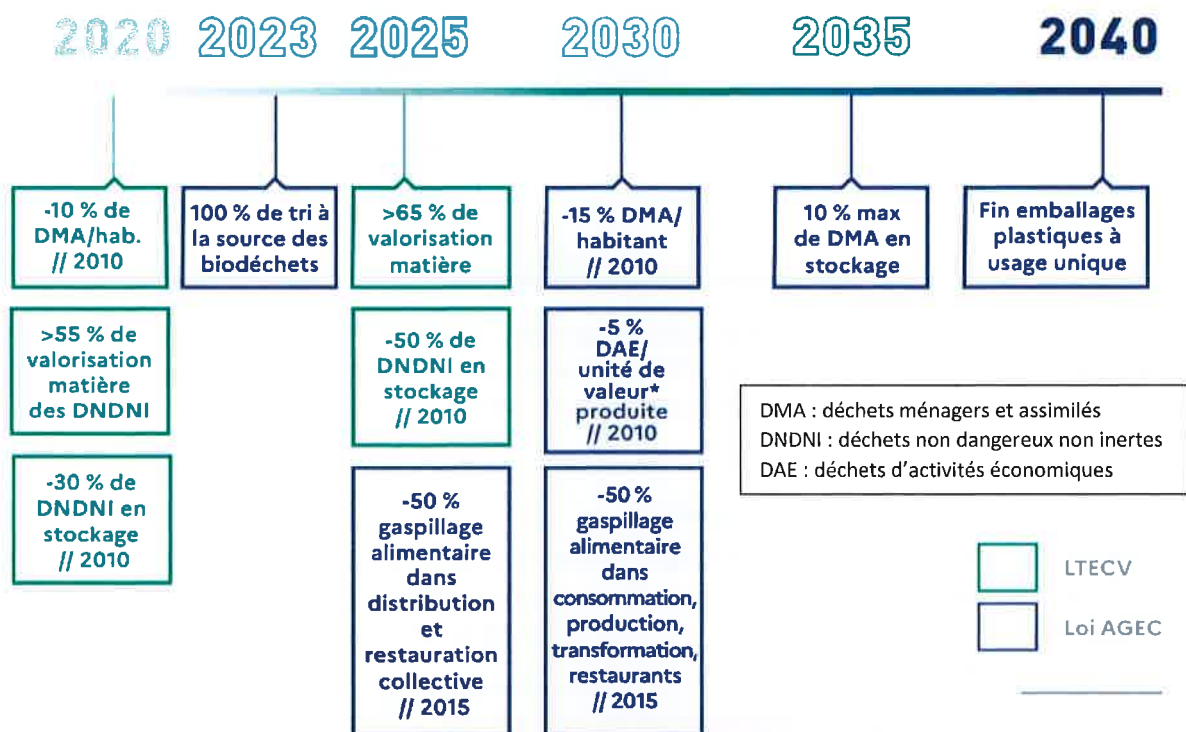 2020
2023
2025
2030
2035
2040
-10 % de
DMA/hab.
// 2010
>55 % de
valorisation
matière
des DNDNI
-30 % de
DNDNI en
stockage
// 2010
100 % de tri à
la source des
biodéchets
>65 % de
valorisation
matière
-50 % de
DNDNI en
stockage
// 2010
-50 %
gaspillage
alimentaire
dans
distribution
et
restauration
collective
// 2015
-15 % DMA/
habitant
// 2010
-5 %
DAE/
unité de
valeur*
produite
// 2010
-50 %
gaspillage
alimentaire
dans
consommation,
production,
transformation,
restaurants
// 2015
10 % max
de DMA en
stockage
Fin emballages
plastiques à
usage unique
DMA : déchets ménagers et assimilés
DNDNI : déchets non dangereux non inertes
DAE : déchets d'activités économiques
LTECV
Loi AGEC